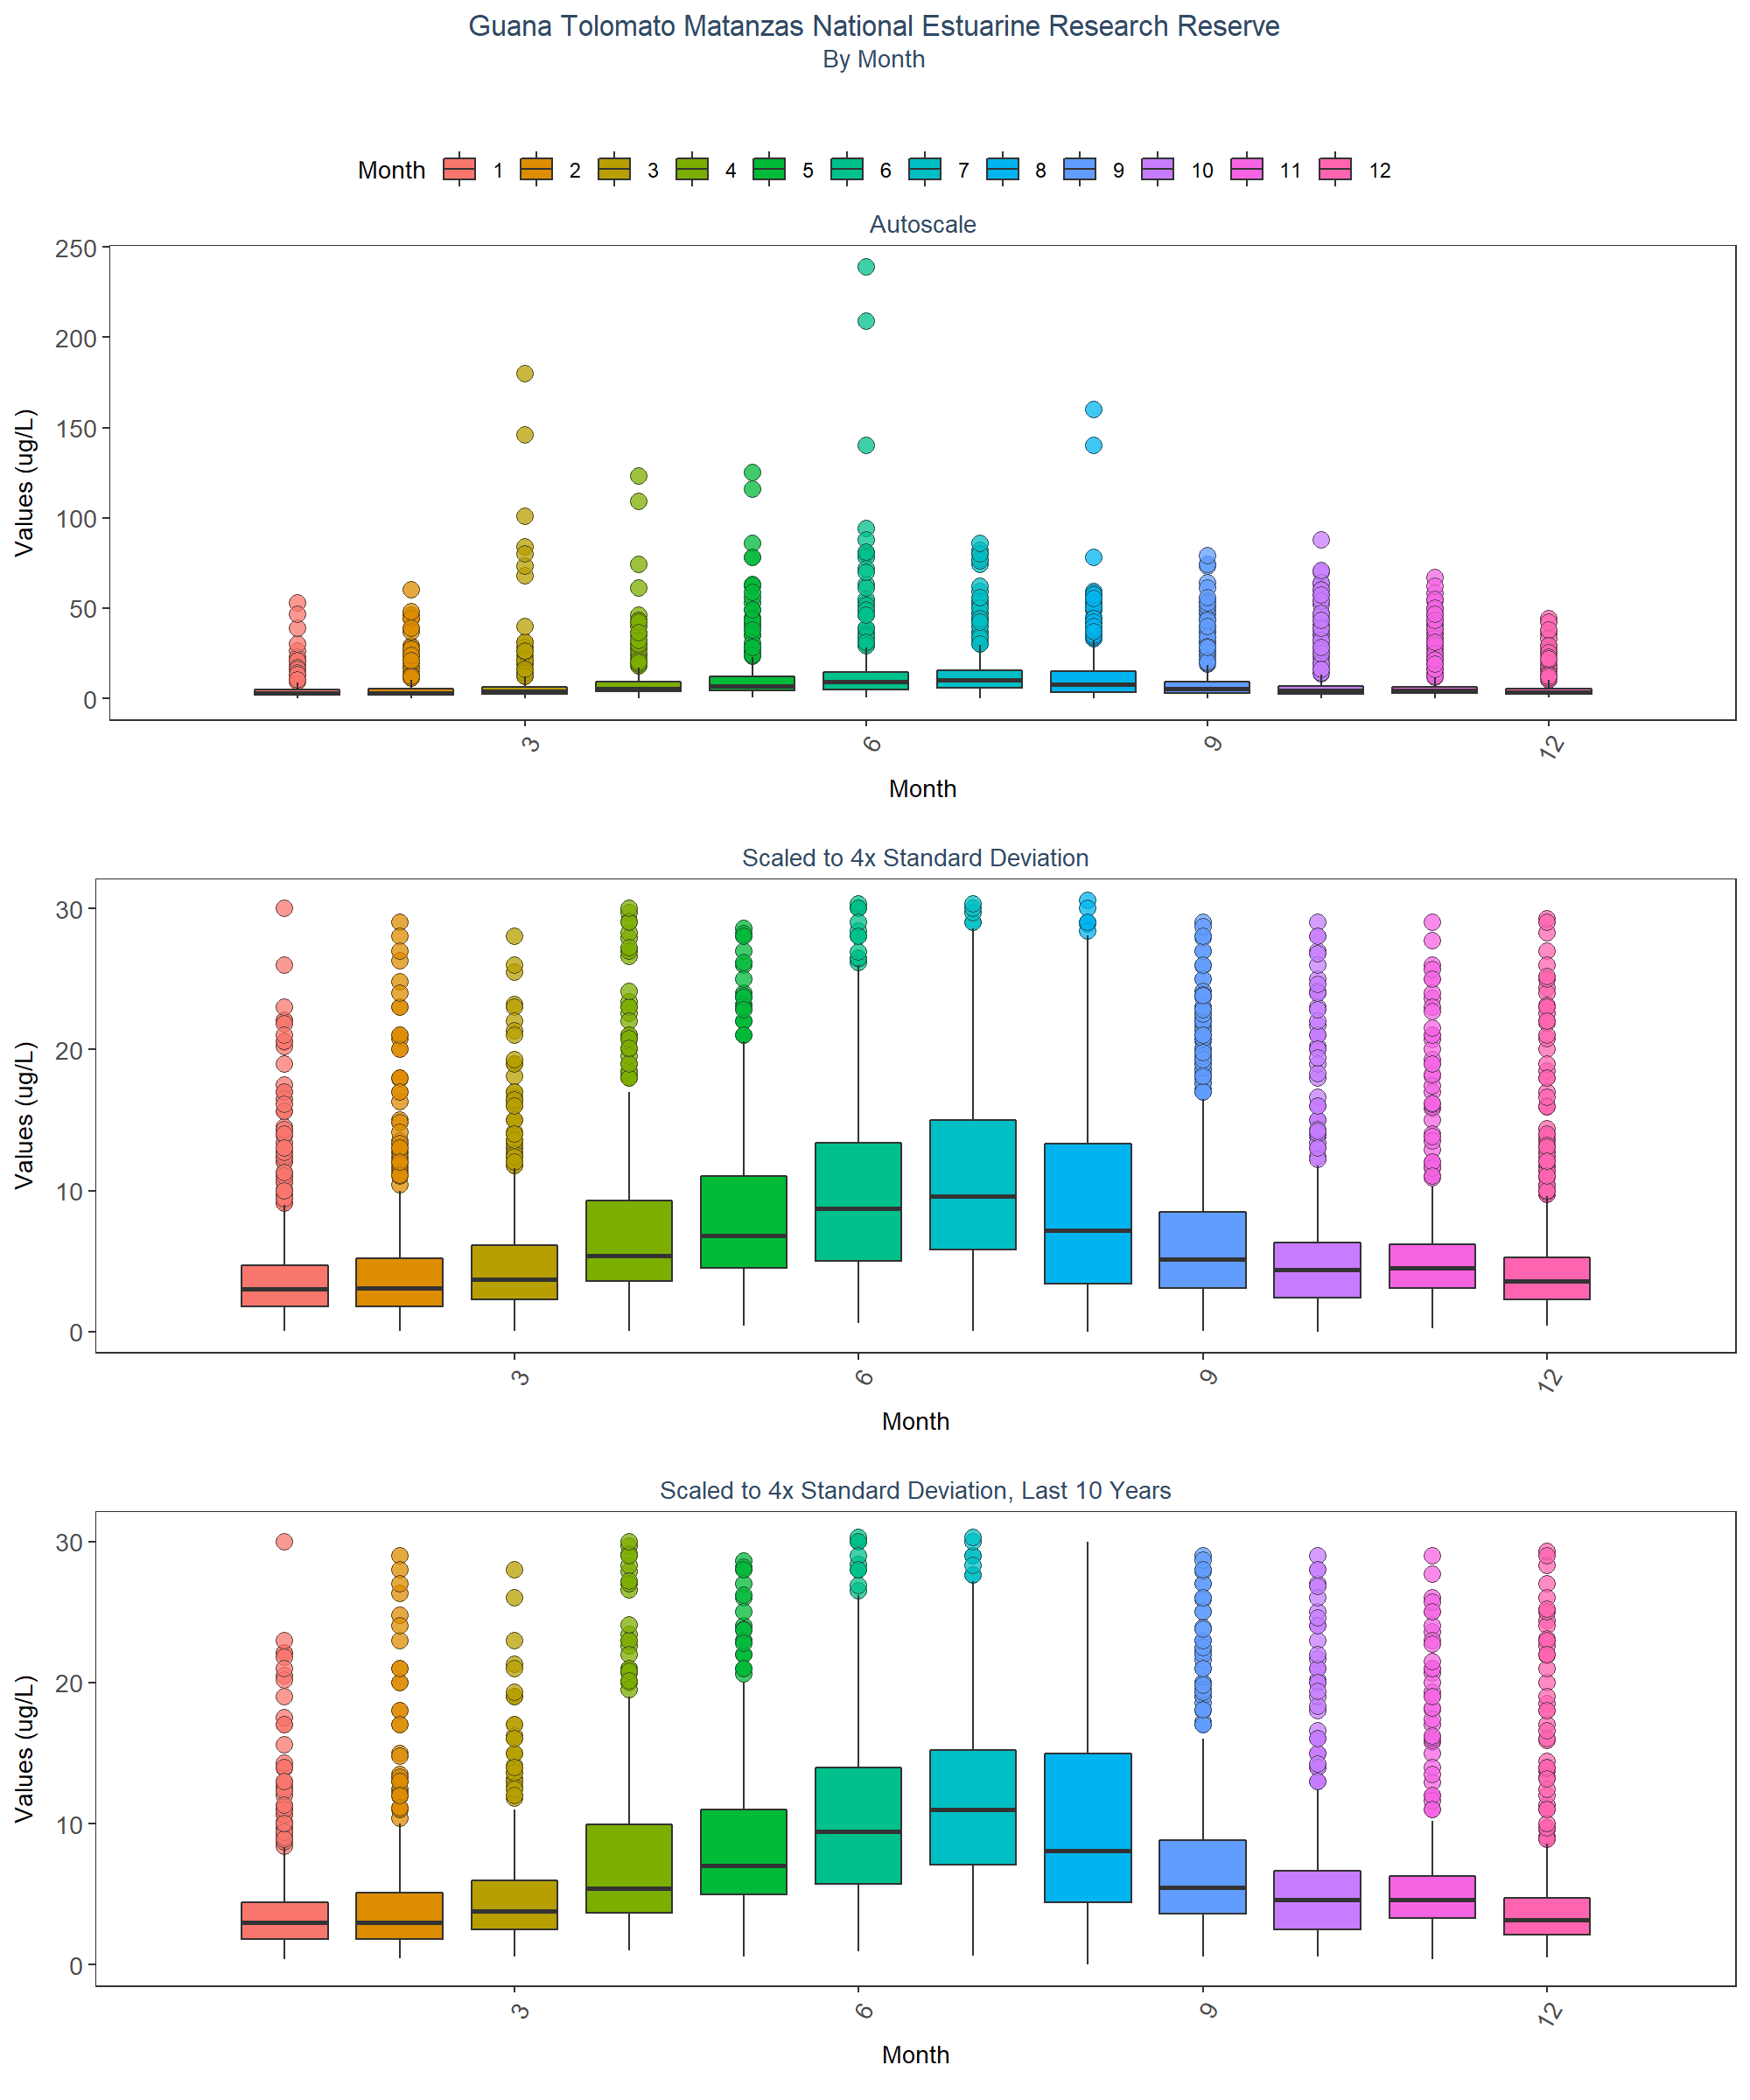 Guana Tolomato Matanzas National Estuarine Research Reserve
By Month
Month 1 2 3 4 5 6 7 8 9 10 11 12
Autoscale
250
200
150
100
50
0
Values (ug/L)
3 6 9 12
Month
Scaled to 4x Standard Deviation
30
20
10
0
Values (ug/L)
3 6 9 12
Month
Scaled to 4x Standard Deviation, Last 10 Years
30
20
10
0
Values (ug/L)
3 6 9 12
Month